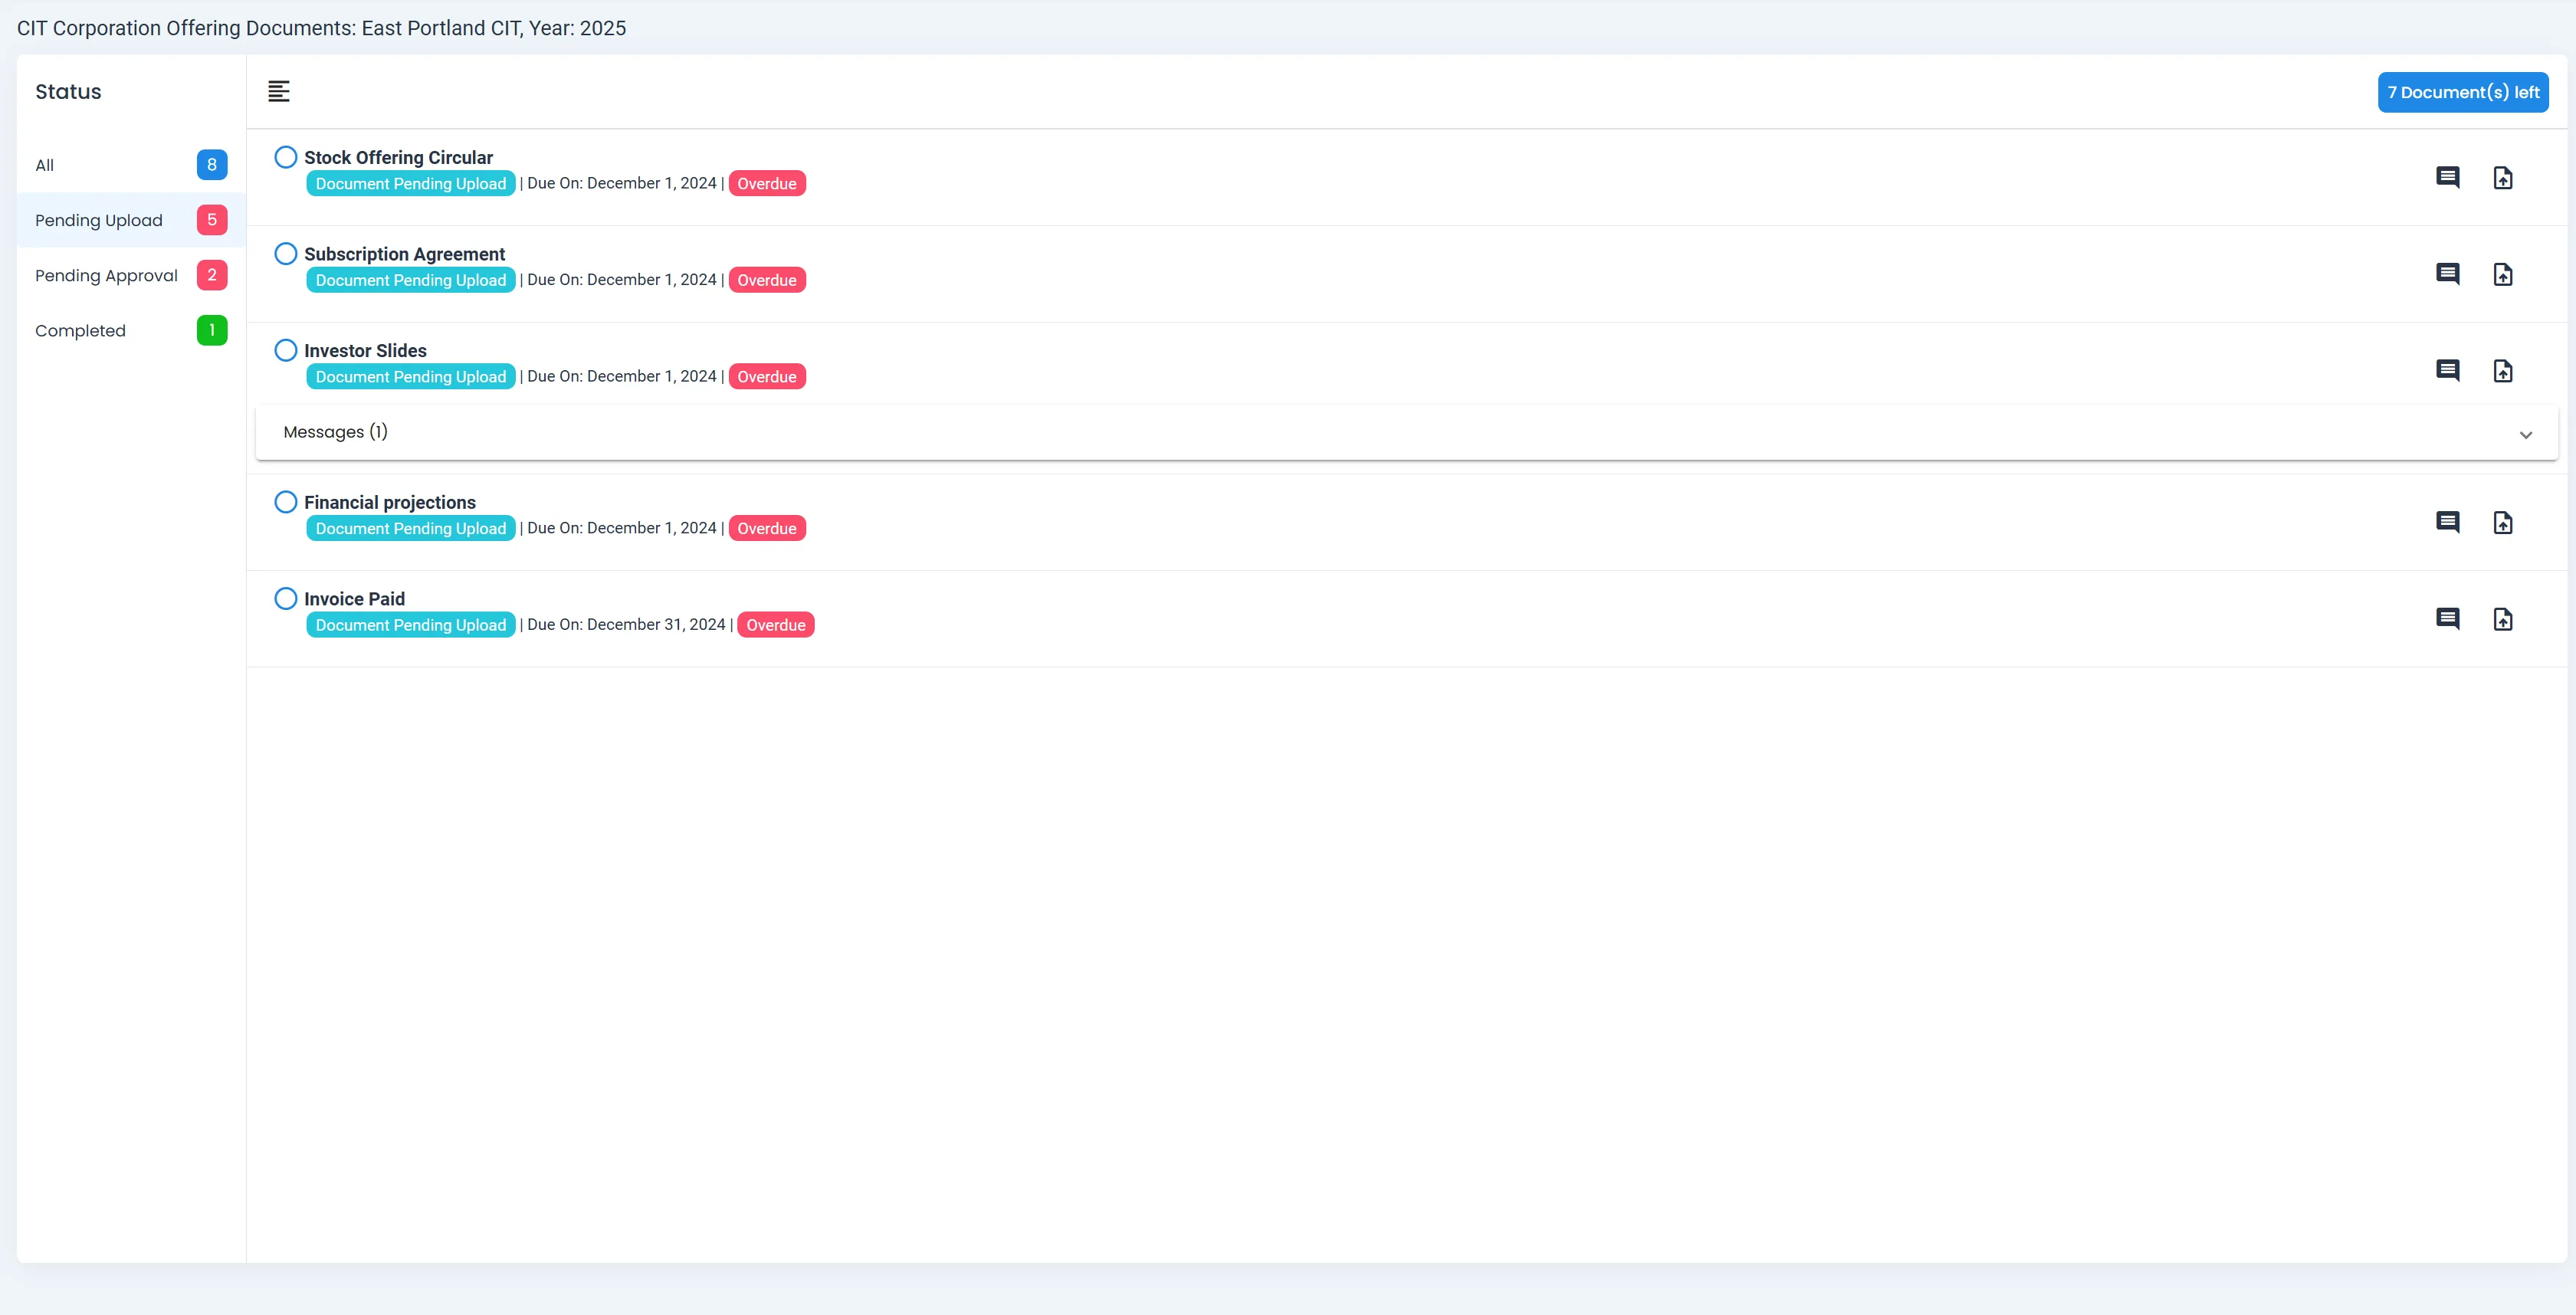 CIT Corporation Offering Documents: East Portland CIT, Year: 2025
Status
All 8
Pending Upload 5
Pending Approval 2
Completed 1
7 Document(s) left
Stock Offering Circular
Document Pending Upload | Due On: December 1, 2024 | Overdue
Subscription Agreement
Document Pending Upload | Due On: December 1, 2024 | Overdue
Investor Slides
Document Pending Upload | Due On: December 1, 2024 | Overdue
Messages (1)
Financial projections
Document Pending Upload | Due On: December 1, 2024 | Overdue
Invoice Paid
Document Pending Upload | Due On: December 31, 2024 | Overdue